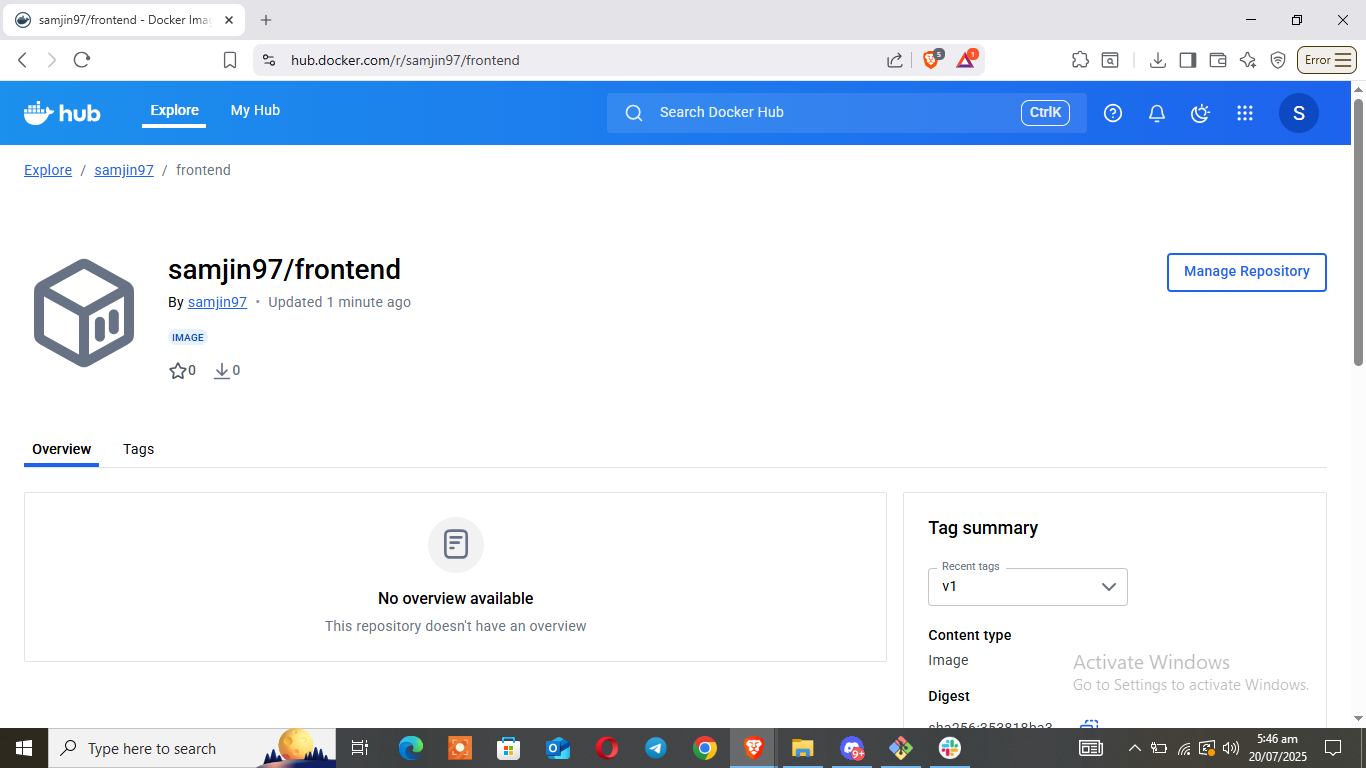 samjin97/frontend - Docker Ima
hub.docker.com/r/samjin97/frontend
5
1
Error
hub
Explore
My Hub
Search Docker Hub
CtrlK
S
Explore / samjin97 / frontend
samjin97/frontend
Manage Repository
By samjin97 • Updated 1 minute ago
IMAGE
0
0
Overview
Tags
No overview available
This repository doesn't have an overview
Tag summary
Recent tags
v1
Content type
Image
Digest
sha256:353818ba3
Activate Windows
Go to Settings to activate Windows.
Type here to search
9+
5:46 am
20/07/2025